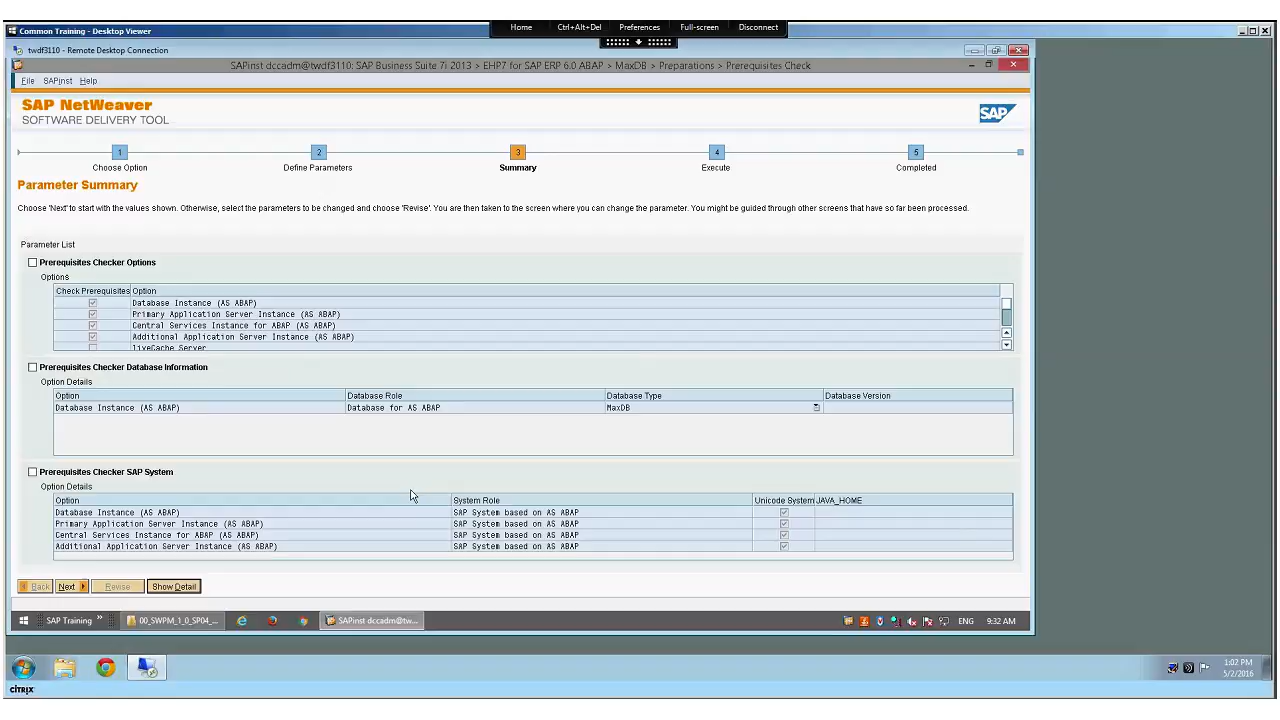 Home Ctrl+Alt+Del Preferences Full-screen Disconnect
Common Training - Desktop Viewer
twdf3110 - Remote Desktop Connection
SAPinst dccadm@twdf3110: SAP Business Suite 7i 2013 > EHP7 for SAP ERP 6.0 ABAP > MaxDB > Preparations > Prerequisites Check
File SAPinst Help
SAP NetWeaver
SOFTWARE DELIVERY TOOL
SAP
1 2 3 4 5
Choose Option Define Parameters Summary Execute Completed
Parameter Summary
Choose 'Next' to start with the values shown. Otherwise, select the parameters to be changed and choose 'Revise'. You are then taken to the screen where you can change the parameter. You might be guided through other screens that have so far been processed.
Parameter List
Prerequisites Checker Options
Options
Check Prerequisites Option
Database Instance (AS ABAP)
Primary Application Server Instance (AS ABAP)
Central Services Instance for ABAP (AS ABAP)
Additional Application Server Instance (AS ABAP)
liveCache Server
Prerequisites Checker Database Information
Option Details
Option Database Role Database Type Database Version
Database Instance (AS ABAP) Database for AS ABAP MaxDB
Prerequisites Checker SAP System
Option Details
Option System Role Unicode System JAVA_HOME
Database Instance (AS ABAP) SAP System based on AS ABAP
Primary Application Server Instance (AS ABAP) SAP System based on AS ABAP
Central Services Instance for ABAP (AS ABAP) SAP System based on AS ABAP
Additional Application Server Instance (AS ABAP) SAP System based on AS ABAP
Back Next Revise Show Detail
SAP Training » 00_SWPM_1_0_SP04_... SAPinst dccadm@tw... ENG 9:32 AM
1:02 PM
5/2/2016
CITRIX